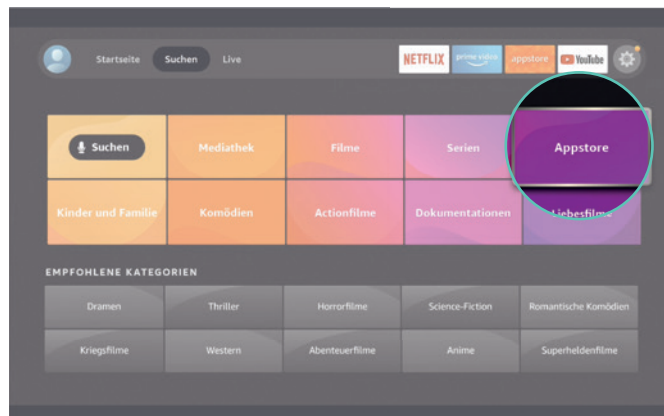 Startseite Suchen Live NETFLIX prime video appstore YouTube
Suchen Mediathek Filme Serien Appstore
Kinder und Familie Komödien Actionfilme Dokumentationen Liebesfilme
EMPFOHLENE KATEGORIEN
Dramen Thriller Horrorfilme Science-Fiction Romantische Komödien
Kriegsfilme Western Abenteuerfilme Anime Superheldenfilme